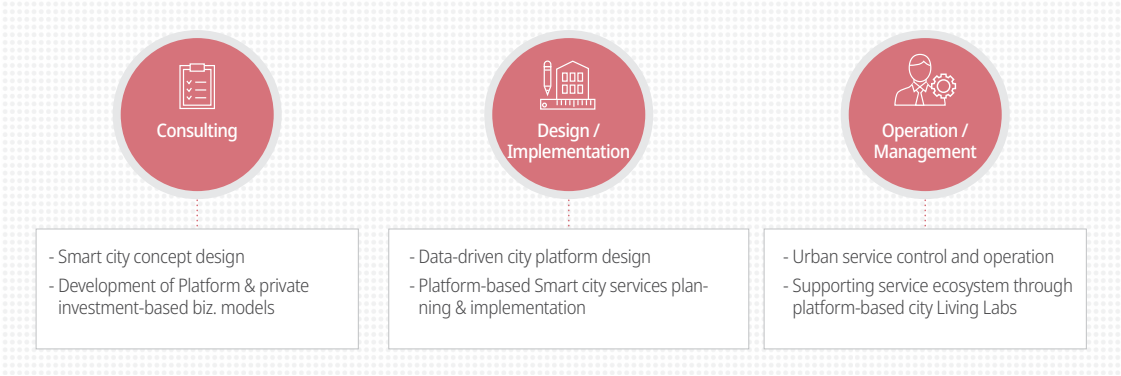 Consulting
- Smart city concept design
- Development of Platform & private
investment-based biz. models
Design /
Implementation
- Data-driven city platform design
- Platform-based Smart city services plan-
ning & implementation
Operation /
Management
- Urban service control and operation
- Supporting service ecosystem through
platform-based city Living Labs